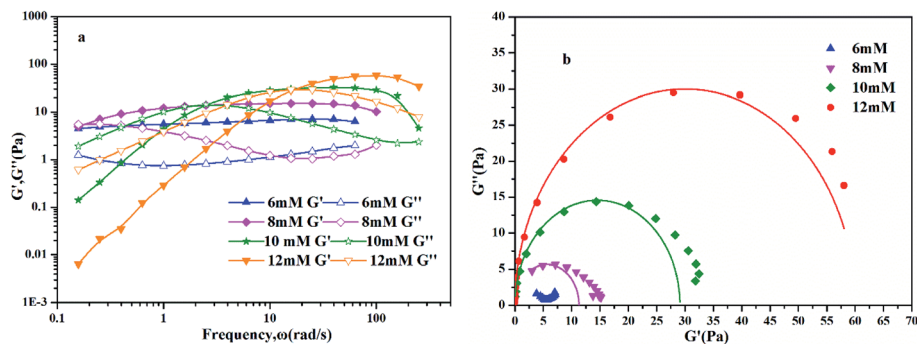 a
G',G''(Pa)
1000
100
10
1
0.1
0.01
1E-3
6mM G' 6mM G''
8mM G' 8mM G''
10 mM G' 10mM G''
12mM G' 12mM G''
0.1 1 10 100
Frequency,ω(rad/s)
b
G''(Pa)
35
30
25
20
15
10
5
0
6mM
8mM
10mM
12mM
0 5 10 15 20 25 30 35 40 45 50 55 60 65 70
G'(Pa)